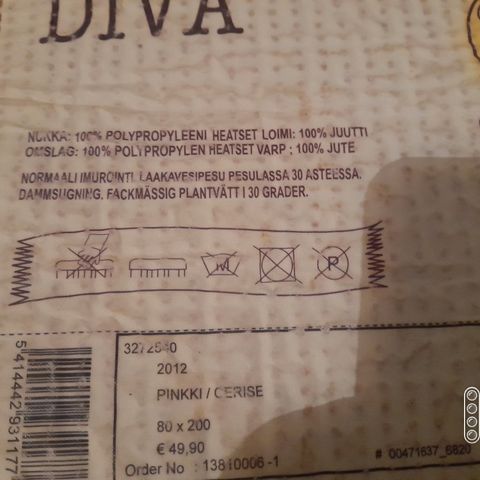 DIVA
NUKKA: 100% POLYPROPYLEENI HEATSET LOIMI: 100% JUUTTI
OMSLAG: 100% POLYPROPYLEN HEATSET VARP : 100% JUTE
NORMAALI IMUROINTI. LAAKAVESIPESU PESULASSA 30 ASTEESSA.
DAMMSUGNING. FACKMÄSSIG PLANTVÄTT I 30 GRADER.
P
3272540
2012
PINKKI / CERISE
80 x 200
€ 49,90
Order No : 13810006 -1
# 00471637_6820
5414442931177